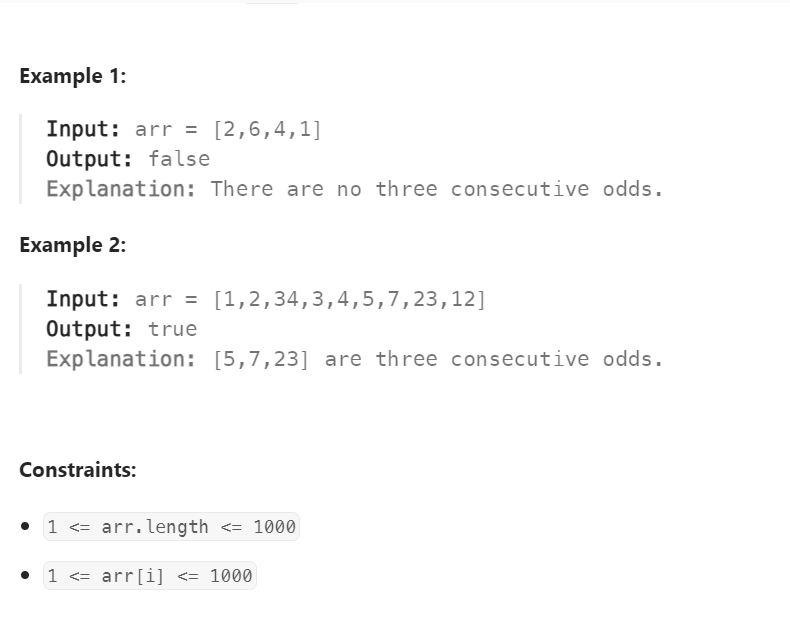 Example 1:
Input: arr = [2,6,4,1]
Output: false
Explanation: There are no three consecutive odds.
Example 2:
Input: arr = [1,2,34,3,4,5,7,23,12]
Output: true
Explanation: [5,7,23] are three consecutive odds.
Constraints:
• 1 <= arr.length <= 1000
• 1 <= arr[i] <= 1000